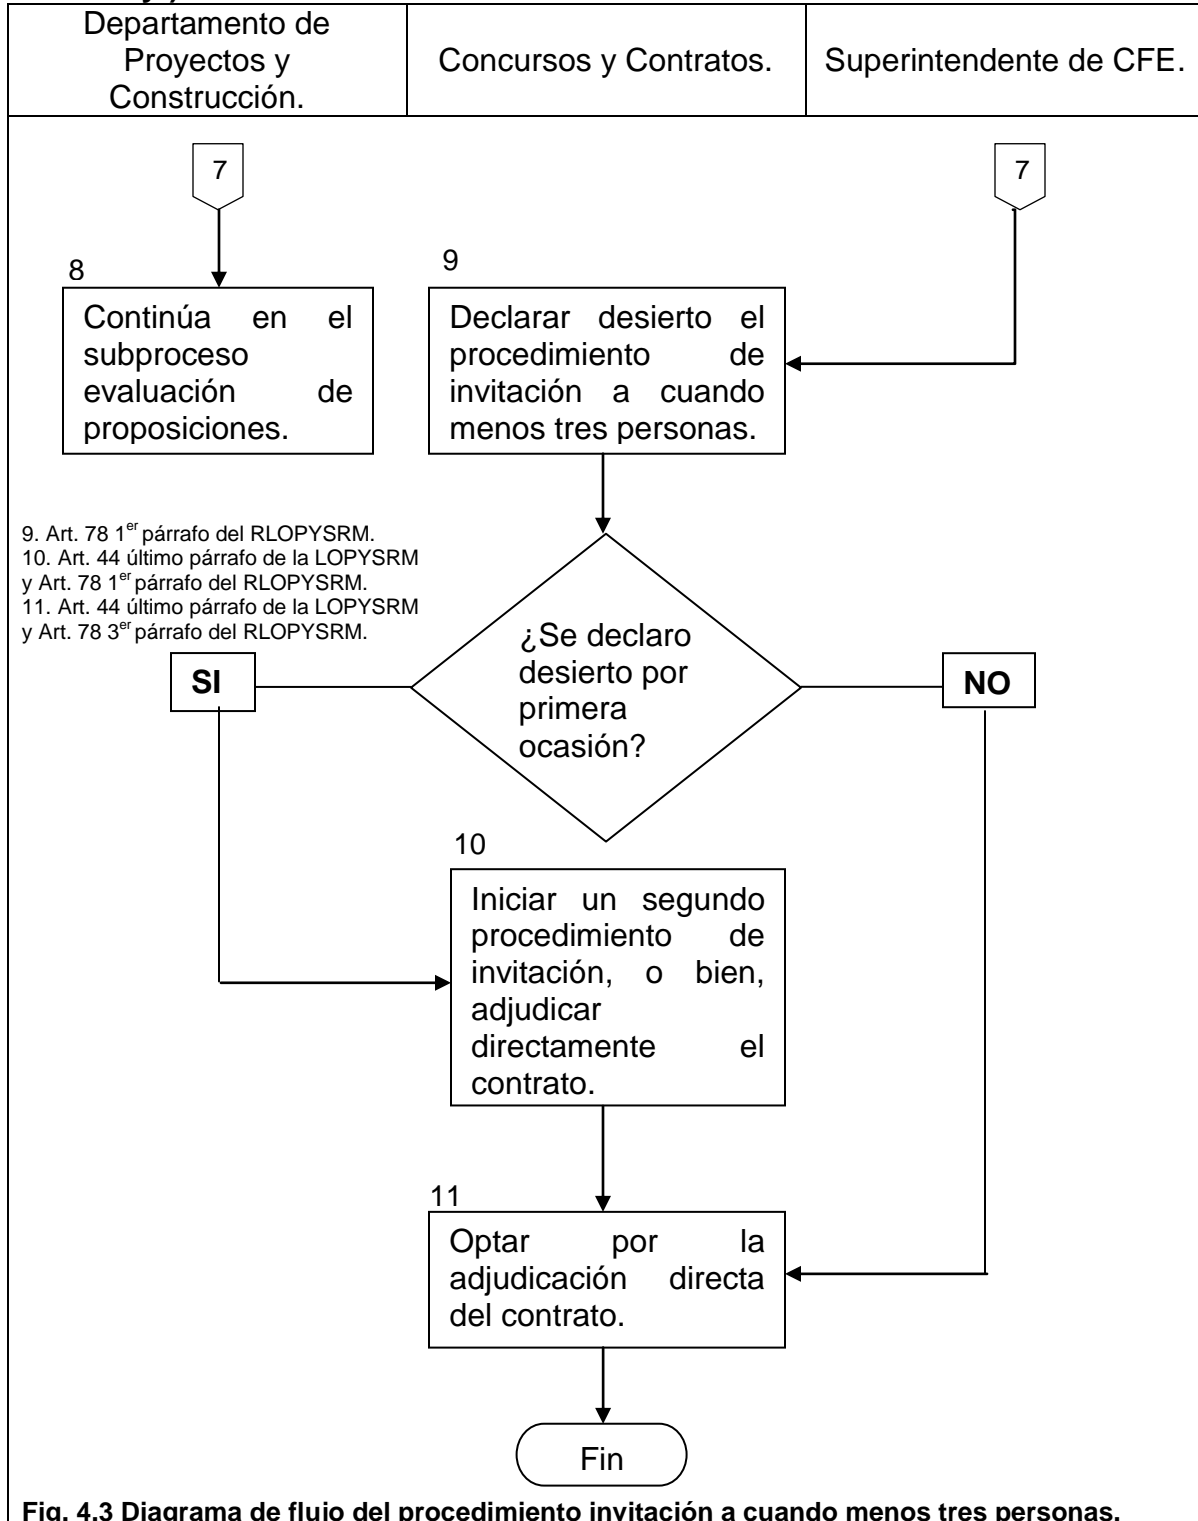 Departamento de
Proyectos y
Construcción.
Concursos y Contratos.
Superintendente de CFE.
7
7
8
Continúa en el
subproceso
evaluación de
proposiciones.
9
Declarar desierto el
procedimiento de
invitación a cuando
menos tres personas.
9. Art. 78 1er párrafo del RLOPYSRM.
10. Art. 44 último párrafo de la LOPYSRM
y Art. 78 1er párrafo del RLOPYSRM.
11. Art. 44 último párrafo de la LOPYSRM
y Art. 78 3er párrafo del RLOPYSRM.
¿Se declaro
desierto por
primera
ocasión?
SI
NO
10
Iniciar un segundo
procedimiento de
invitación, o bien,
adjudicar
directamente el
contrato.
11
Optar por la
adjudicación directa
del contrato.
Fin
Fig. 4.3 Diagrama de flujo del procedimiento invitación a cuando menos tres personas.